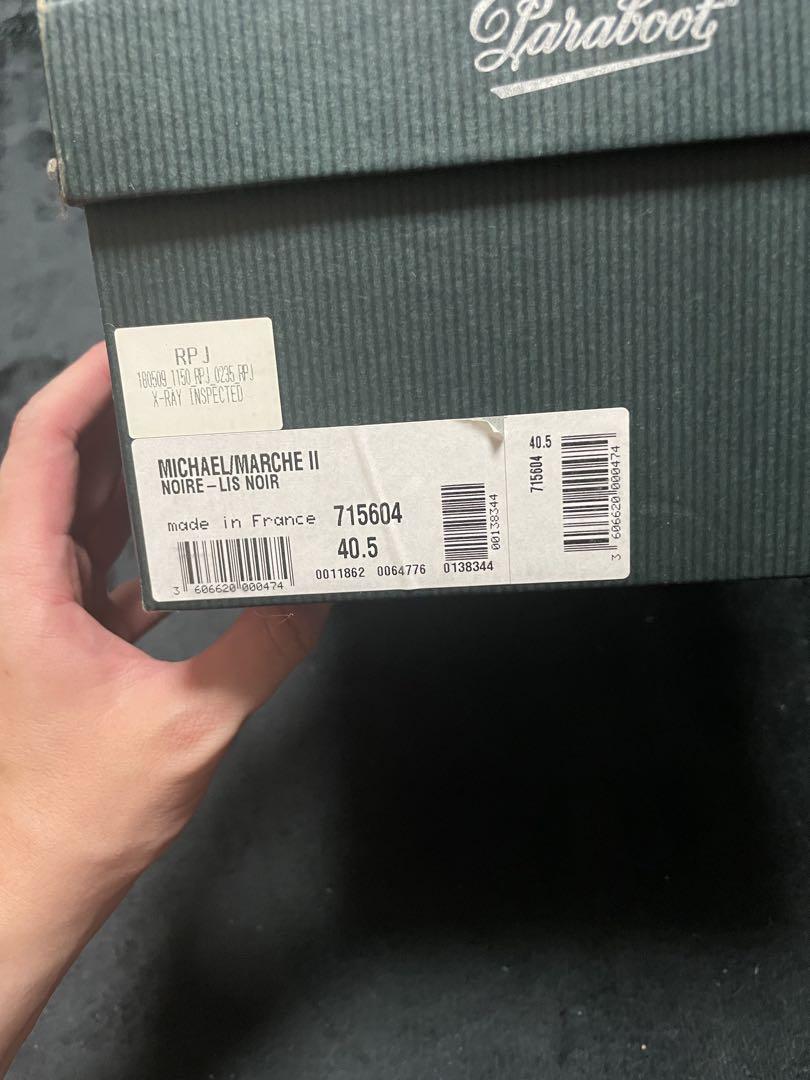 Paraboot
RPJ
180509_1150_RPJ_0235_RPJ
X-RAY INSPECTED
MICHAEL/MARCHE II
NOIRE-LIS NOIR
made in France 715604
40.5
3 606620 000474
0011862 0064776 0138344
00138344
40.5
715604
3 606620 000474